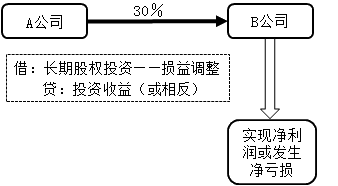 30%
A公司
B公司
借：长期股权投资——损益调整
贷：投资收益（或相反）
实现净利
润或发生
净亏损